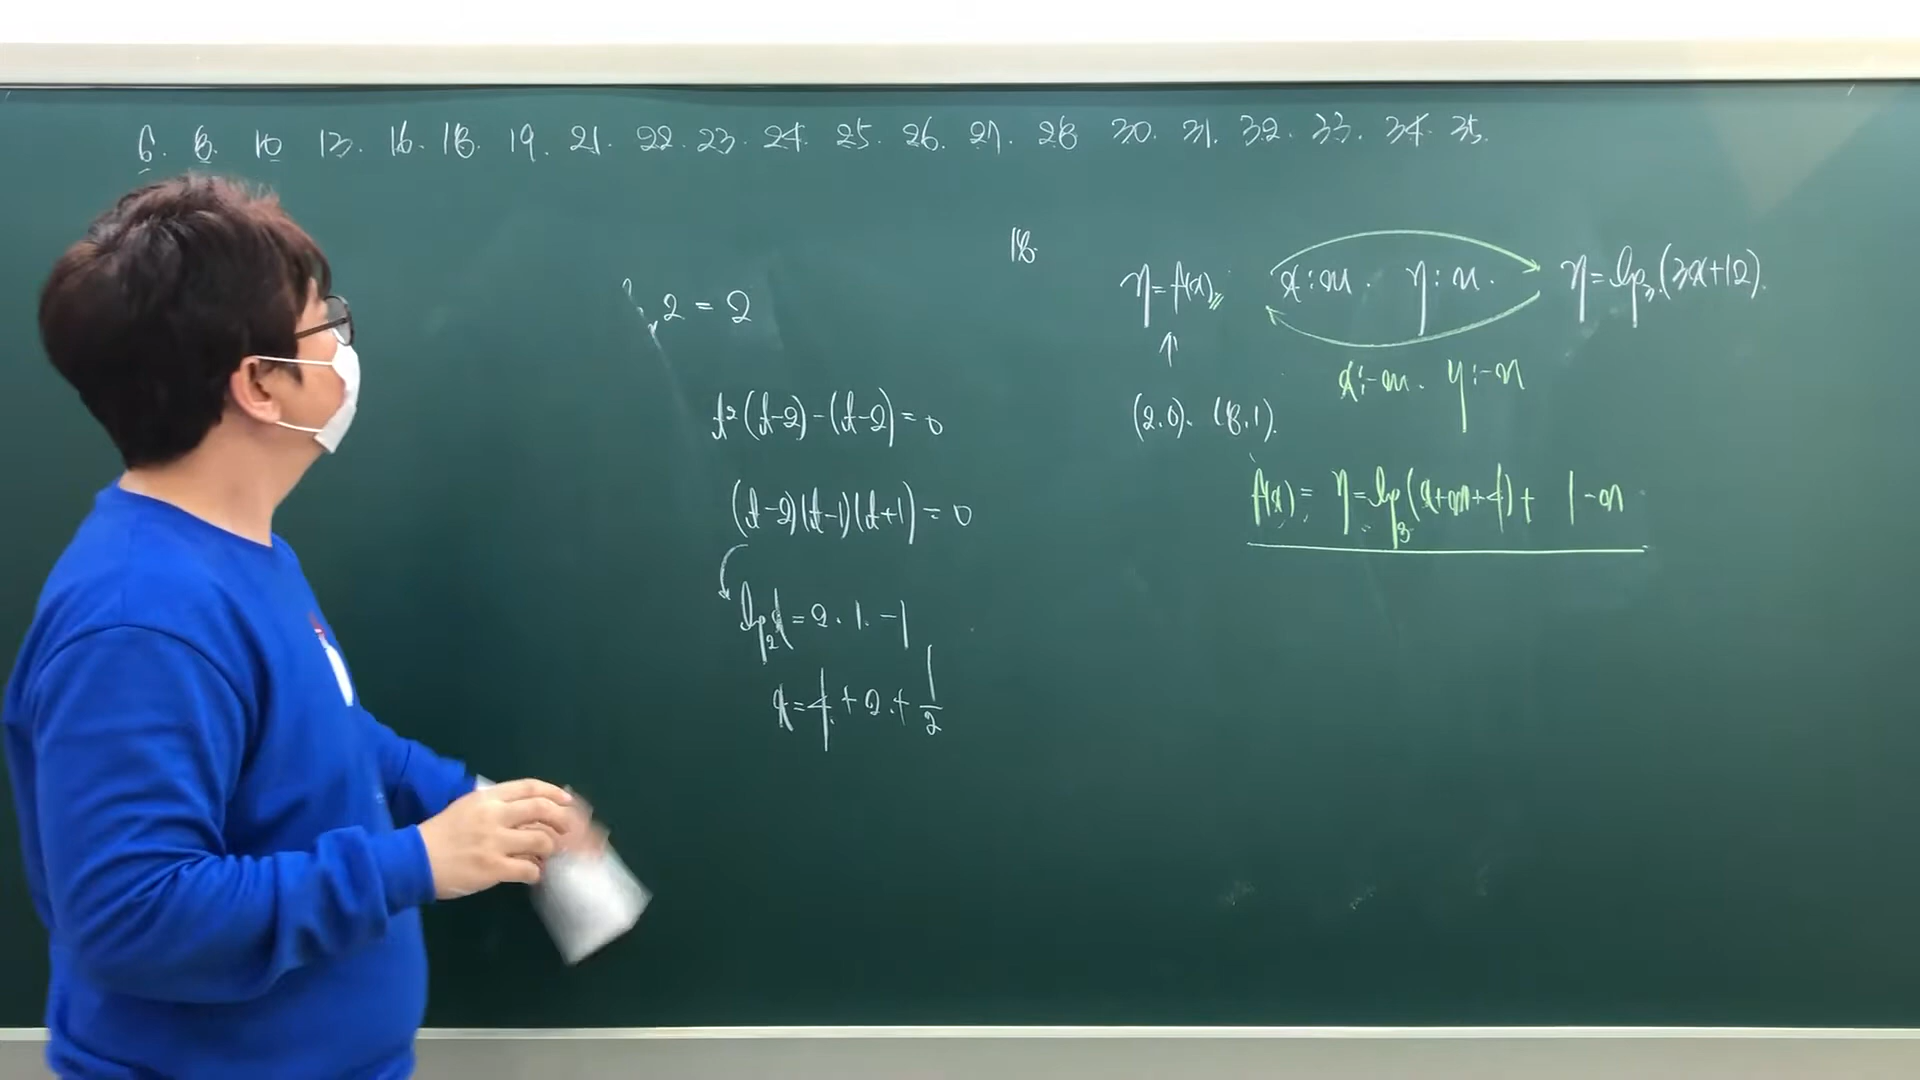 6. 8. 10 13. 16. 18. 19. 21. 22. 23. 24. 25. 26. 27. 28 30. 31. 32. 33. 34. 35.
2 = 2
t²(t-2)-(t-2)=0
(t-2)(t-1)(t+1)=0
log₂x = 2. 1. -1
x = 4 + 2 + 1/2
18.
y=f(x) x:m. y:n. y=log₃(3x+12).
↑
x:-m. y:-n
(2.0). (8.1).
f(x)= y=log₃(x+m+4)+ 1-n